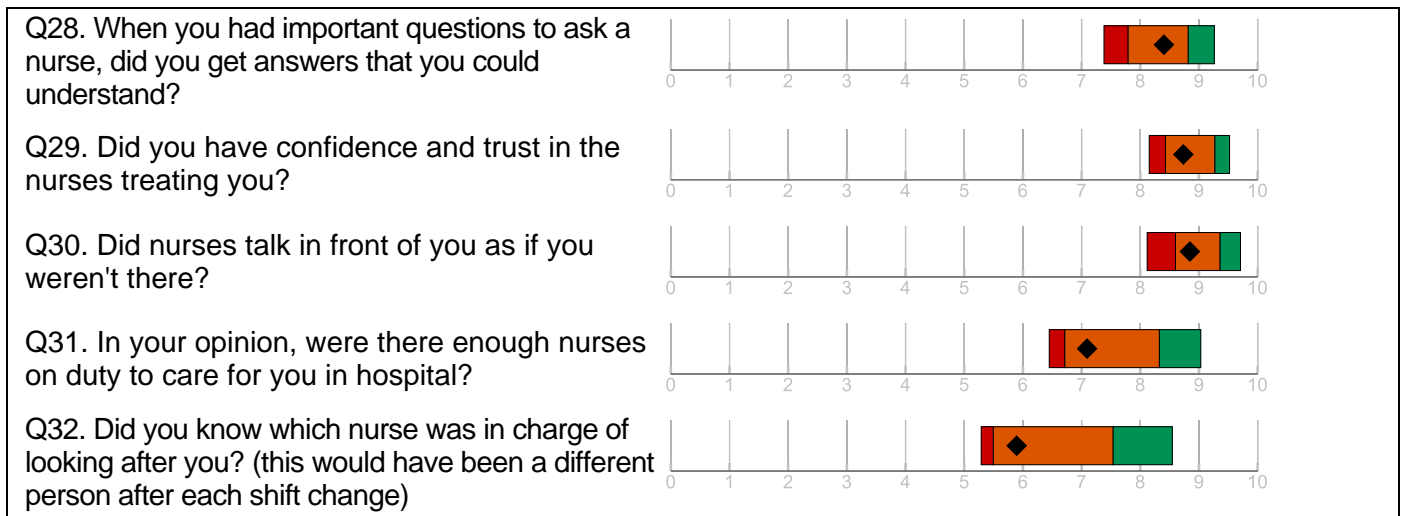 Q28. When you had important questions to ask a
nurse, did you get answers that you could
understand?
0 1 2 3 4 5 6 7 8 9 10
Q29. Did you have confidence and trust in the
nurses treating you?
0 1 2 3 4 5 6 7 8 9 10
Q30. Did nurses talk in front of you as if you
weren't there?
0 1 2 3 4 5 6 7 8 9 10
Q31. In your opinion, were there enough nurses
on duty to care for you in hospital?
0 1 2 3 4 5 6 7 8 9 10
Q32. Did you know which nurse was in charge of
looking after you? (this would have been a different
person after each shift change)
0 1 2 3 4 5 6 7 8 9 10